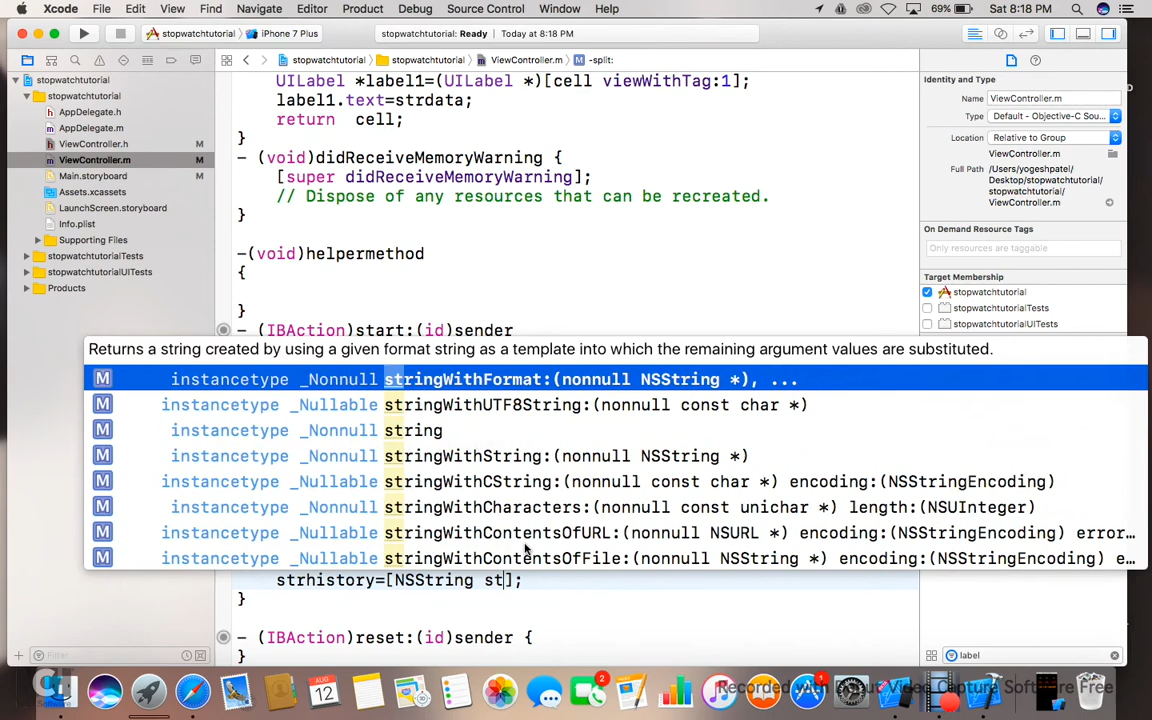 Xcode File Edit View Find Navigate Editor Product Debug Source Control Window Help 69% Sat 8:18 PM
stopwatchtutorial iPhone 7 Plus stopwatchtutorial: Ready Today at 8:18 PM
stopwatchtutorial stopwatchtutorial ViewController.m M -split:
stopwatchtutorial
stopwatchtutorial
h AppDelegate.h
m AppDelegate.m
h ViewController.h M
m ViewController.m M
Main.storyboard M
Assets.xcassets
LaunchScreen.storyboard
Info.plist
Supporting Files
stopwatchtutorialTests
stopwatchtutorialUITests
Products
Filter
UILabel *label1=(UILabel *)[cell viewWithTag:1];
label1.text=strdata;
return cell;
}
- (void)didReceiveMemoryWarning {
[super didReceiveMemoryWarning];
// Dispose of any resources that can be recreated.
}
-(void)helpermethod
{
}
- (IBAction)start:(id)sender
Returns a string created by using a given format string as a template into which the remaining argument values are substituted.
M instancetype _Nonnull stringWithFormat:(nonnull NSString *), ...
M instancetype _Nullable stringWithUTF8String:(nonnull const char *)
M instancetype _Nonnull string
M instancetype _Nonnull stringWithString:(nonnull NSString *)
M instancetype _Nullable stringWithCString:(nonnull const char *) encoding:(NSStringEncoding)
M instancetype _Nonnull stringWithCharacters:(nonnull const unichar *) length:(NSUInteger)
M instancetype _Nullable stringWithContentsOfURL:(nonnull NSURL *) encoding:(NSStringEncoding) error...
M instancetype _Nullable stringWithContentsOfFile:(nonnull NSString *) encoding:(NSStringEncoding) e...
strhistory=[NSString st];
}
- (IBAction)reset:(id)sender {
}
Identity and Type
Name ViewController.m
Type Default - Objective-C Sou...
Location Relative to Group
ViewController.m
Full Path /Users/yogeshpatel/
Desktop/stopwatchtutorial/
stopwatchtutorial/
ViewController.m
On Demand Resource Tags
Only resources are taggable
Target Membership
stopwatchtutorial
stopwatchtutorialTests
stopwatchtutorialUITests
label
AUG
12
2
1
Video Capture Software Free